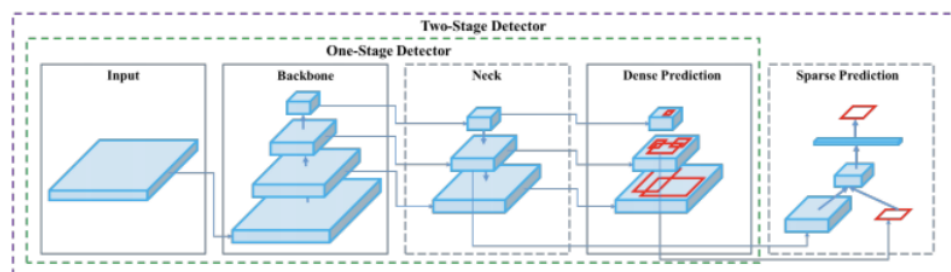 Two-Stage Detector
One-Stage Detector
Input
Backbone
Neck
Dense Prediction
Sparse Prediction